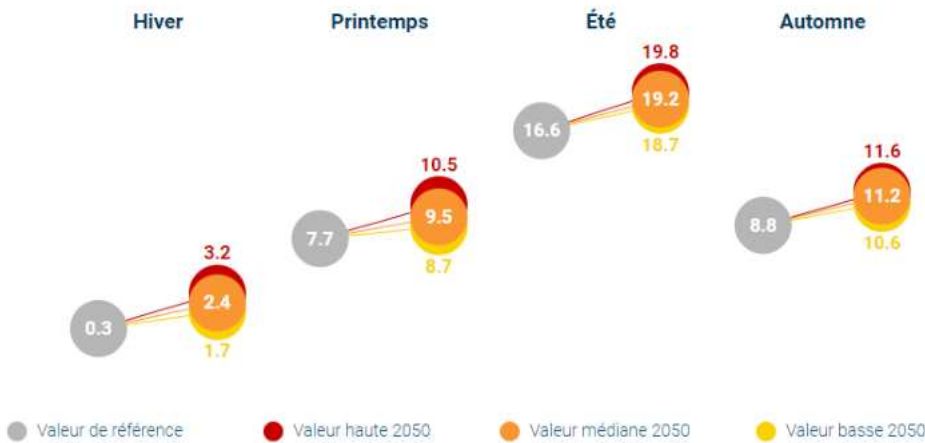 Hiver Printemps Été Automne
19.8
16.6 19.2
18.7
10.5 11.6
7.7 9.5 8.8 11.2
8.7 10.6
3.2
0.3 2.4
1.7
Valeur de référence Valeur haute 2050 Valeur médiane 2050 Valeur basse 2050